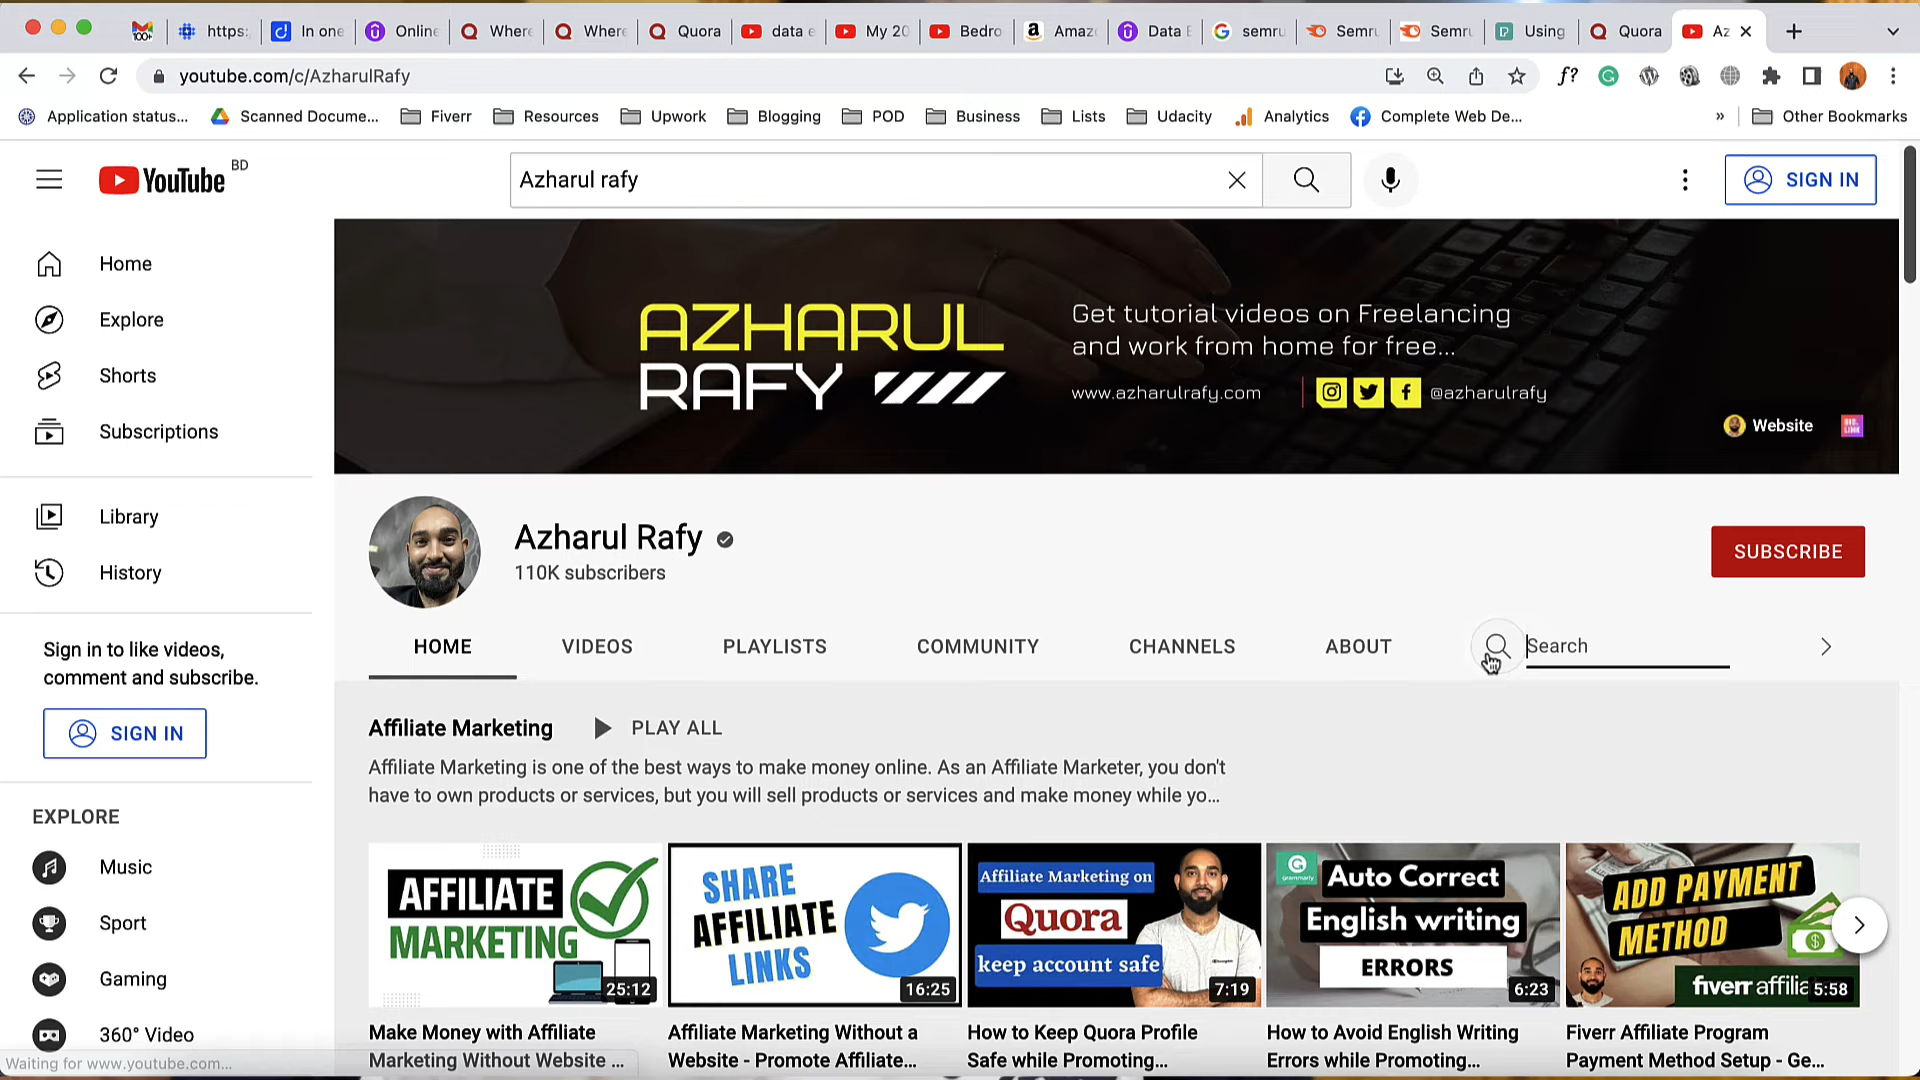 100+
https:
In one
Online
Where
Where
Quora
data e
My 20
Bedro
a
Amaz
Data E
semru
Semru
Semru
Using
Quora
Az
youtube.com/c/AzharulRafy
f?
Application status...
Scanned Docume...
Fiverr
Resources
Upwork
Blogging
POD
Business
Lists
Udacity
Analytics
Complete Web De...
»
Other Bookmarks
YouTube BD
Azharul rafy
SIGN IN
Home
Explore
Shorts
Subscriptions
Library
History
Sign in to like videos,
comment and subscribe.
SIGN IN
EXPLORE
Music
Sport
Gaming
360° Video
Waiting for www.youtube.com...
AZHARUL
RAFY
Get tutorial videos on Freelancing
and work from home for free...
www.azharulrafy.com
@azharulrafy
Website
BIO.
LINK
Azharul Rafy
110K subscribers
SUBSCRIBE
HOME
VIDEOS
PLAYLISTS
COMMUNITY
CHANNELS
ABOUT
Search
Affiliate Marketing
PLAY ALL
Affiliate Marketing is one of the best ways to make money online. As an Affiliate Marketer, you don't
have to own products or services, but you will sell products or services and make money while yo...
AFFILIATE
MARKETING
25:12
Make Money with Affiliate
Marketing Without Website ...
SHARE
AFFILIATE
LINKS
16:25
Affiliate Marketing Without a
Website - Promote Affiliate...
Affiliate Marketing on
Quora
keep account safe
7:19
How to Keep Quora Profile
Safe while Promoting...
grammarly
Auto Correct
English writing
ERRORS
6:23
How to Avoid English Writing
Errors while Promoting...
ADD PAYMENT
METHOD
fiverr affilia
5:58
Fiverr Affiliate Program
Payment Method Setup - Ge...